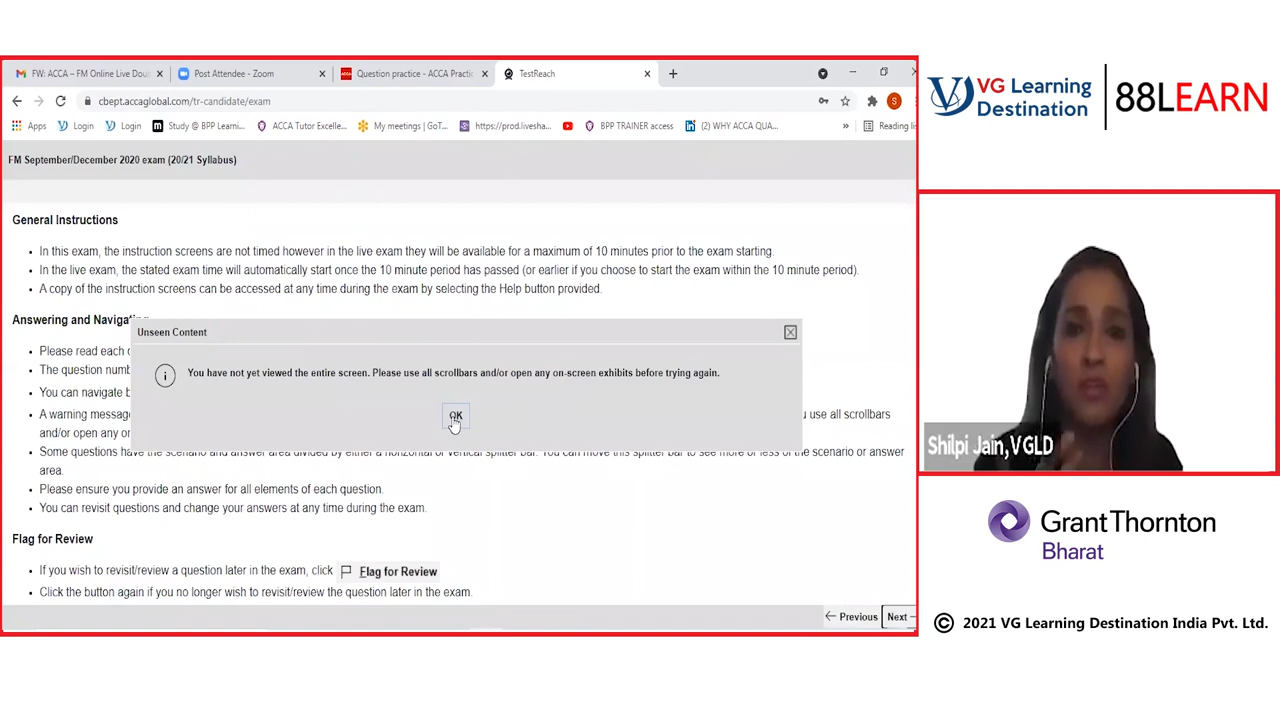 FW: ACCA – FM Online Live Dou
Post Attendee - Zoom
Question practice - ACCA Practic
TestReach
cbept.accaglobal.com/tr-candidate/exam
Apps
Login
Login
Study @ BPP Learni...
ACCA Tutor Excelle...
My meetings | GoT...
https://prod.livesha...
BPP TRAINER access
(2) WHY ACCA QUA...
»
Reading lis
FM September/December 2020 exam (20/21 Syllabus)
General Instructions
• In this exam, the instruction screens are not timed however in the live exam they will be available for a maximum of 10 minutes prior to the exam starting.
• In the live exam, the stated exam time will automatically start once the 10 minute period has passed (or earlier if you choose to start the exam within the 10 minute period).
• A copy of the instruction screens can be accessed at any time during the exam by selecting the Help button provided.
Answering and Navigating
Unseen Content
• Please read each
• The question num
You have not yet viewed the entire screen. Please use all scrollbars and/or open any on-screen exhibits before trying again.
• You can navigate b
• A warning messag
OK
use all scrollbars
and/or open any o
• Some questions have the scenario and answer area divided by either a horizontal or vertical splitter bar. You can move this splitter bar to see more or less of the scenario or answer
area.
• Please ensure you provide an answer for all elements of each question.
• You can revisit questions and change your answers at any time during the exam.
Flag for Review
• If you wish to revisit/review a question later in the exam, click Flag for Review
• Click the button again if you no longer wish to revisit/review the question later in the exam.
← Previous
Next
VG Learning
Destination
88LEARN
Shilpi Jain,VGLD
Grant Thornton
Bharat
© 2021 VG Learning Destination India Pvt. Ltd.